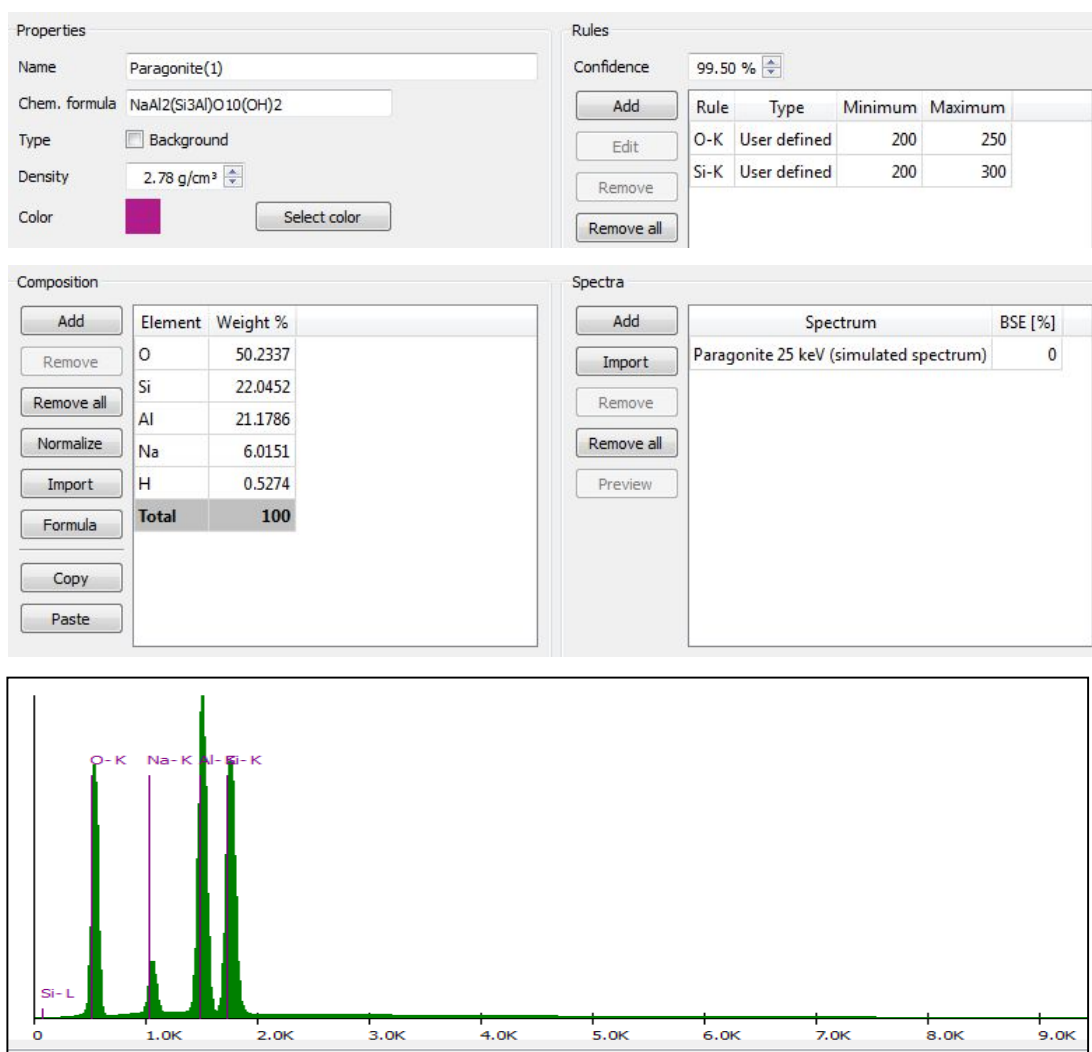 Properties
Name Paragonite(1)
Chem. formula NaAl2(Si3Al)O10(OH)2
Type Background
Density 2.78 g/cm³
Color Select color
Rules
Confidence 99.50 %
Add
Edit
Remove
Remove all
Rule Type Minimum Maximum
O-K User defined 200 250
Si-K User defined 200 300
Composition
Add
Remove
Remove all
Normalize
Import
Formula
Copy
Paste
Element Weight %
O 50.2337
Si 22.0452
Al 21.1786
Na 6.0151
H 0.5274
Total 100
Spectra
Add
Import
Remove
Remove all
Preview
Spectrum BSE [%]
Paragonite 25 keV (simulated spectrum) 0
O-K Na-K Al-K Si-K
Si-L
0 1.0K 2.0K 3.0K 4.0K 5.0K 6.0K 7.0K 8.0K 9.0K